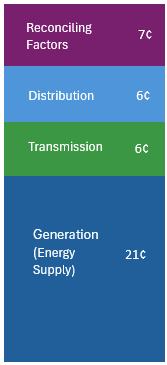 Reconciling 7¢
Factors
Distribution 6¢
Transmission 6¢
Generation
(Energy 21¢
Supply)